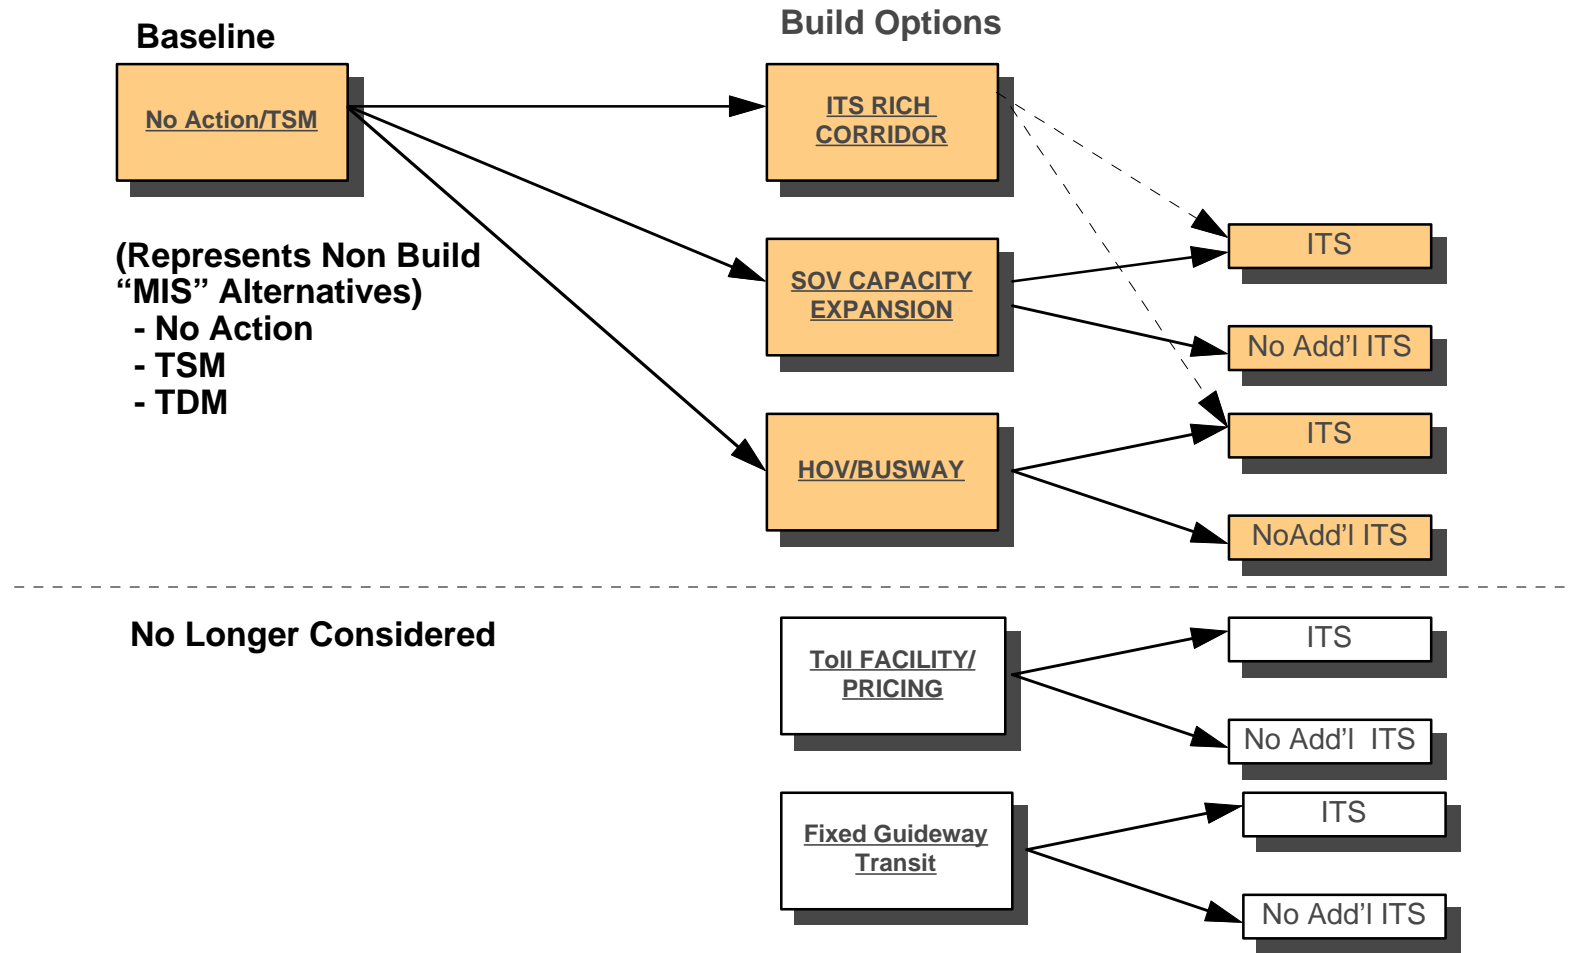 Baseline
Build Options
No Action/TSM
ITS RICH
CORRIDOR
(Represents Non Build
“MIS” Alternatives)
- No Action
- TSM
- TDM
SOV CAPACITY
EXPANSION
ITS
No Add’l ITS
HOV/BUSWAY
ITS
NoAdd’l ITS
No Longer Considered
Toll FACILITY/
PRICING
ITS
No Add’l  ITS
Fixed Guideway
Transit
ITS
No Add’l ITS